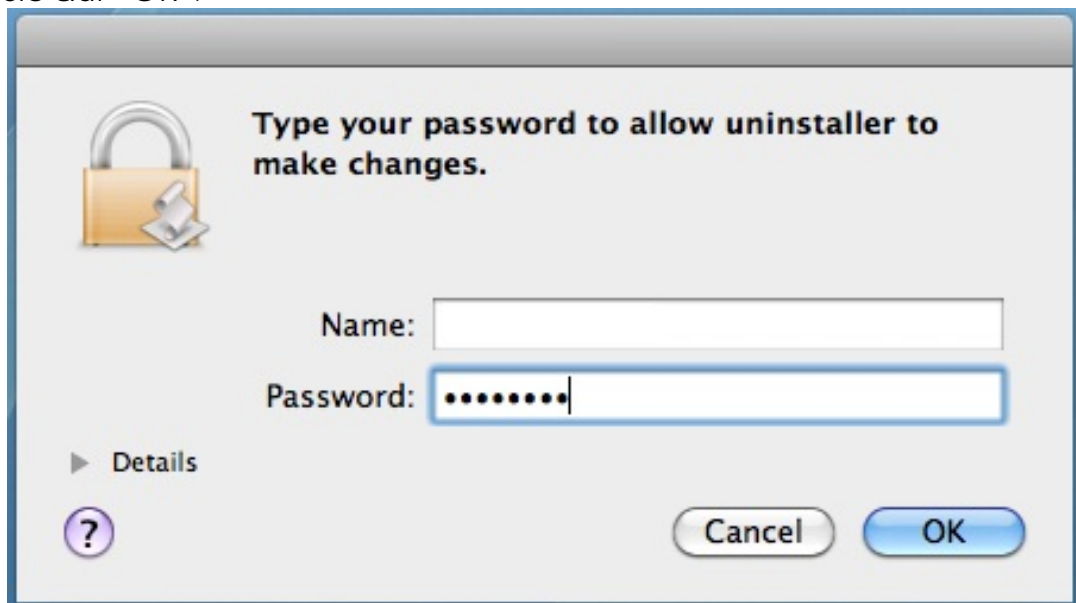 Type your password to allow uninstaller to
make changes.
Name:
Password: ••••••••
Details
?
Cancel OK